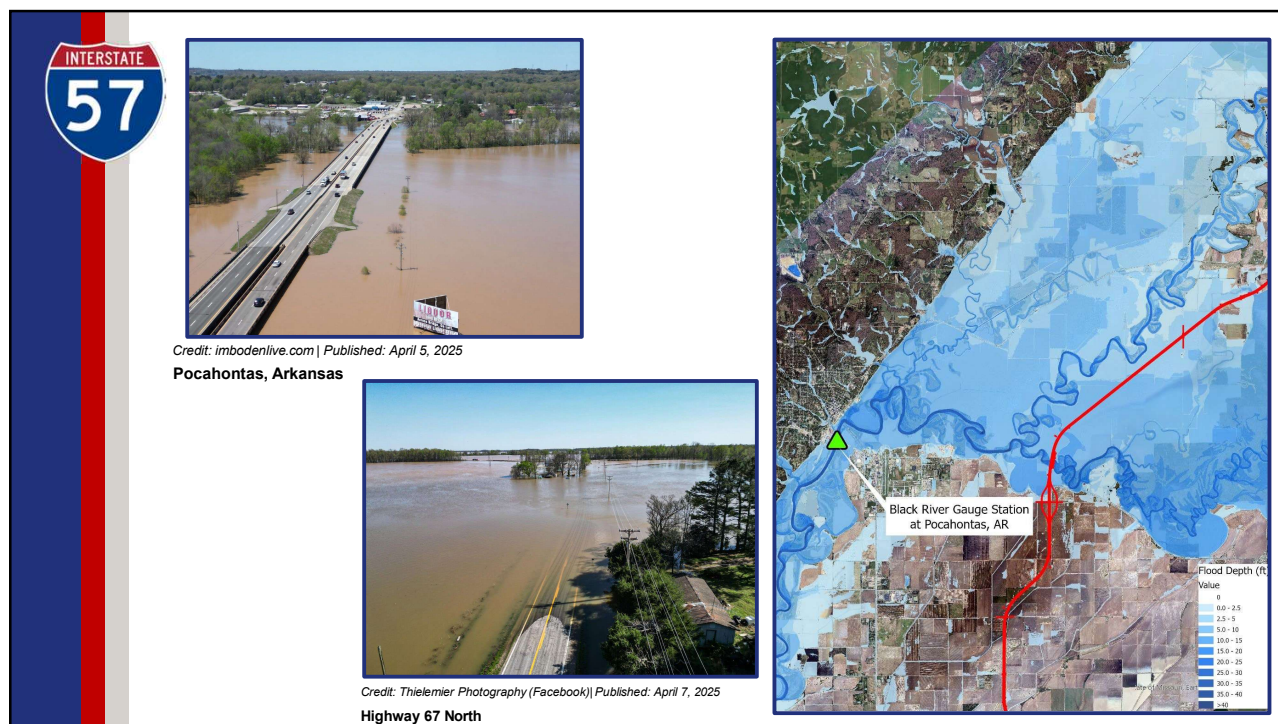 INTERSTATE
57
LIQUOR
Credit: imbodenlive.com | Published: April 5, 2025
Pocahontas, Arkansas
Credit: Thielemier Photography (Facebook)| Published: April 7, 2025
Highway 67 North
Black River Gauge Station
at Pocahontas, AR
Flood Depth (ft
Value
0
0.0 - 2.5
2.5 - 5
5.0 - 10
10.0 - 15
15.0 - 20
20.0 - 25
25.0 - 30
30.0 - 35
35.0 - 40
>40